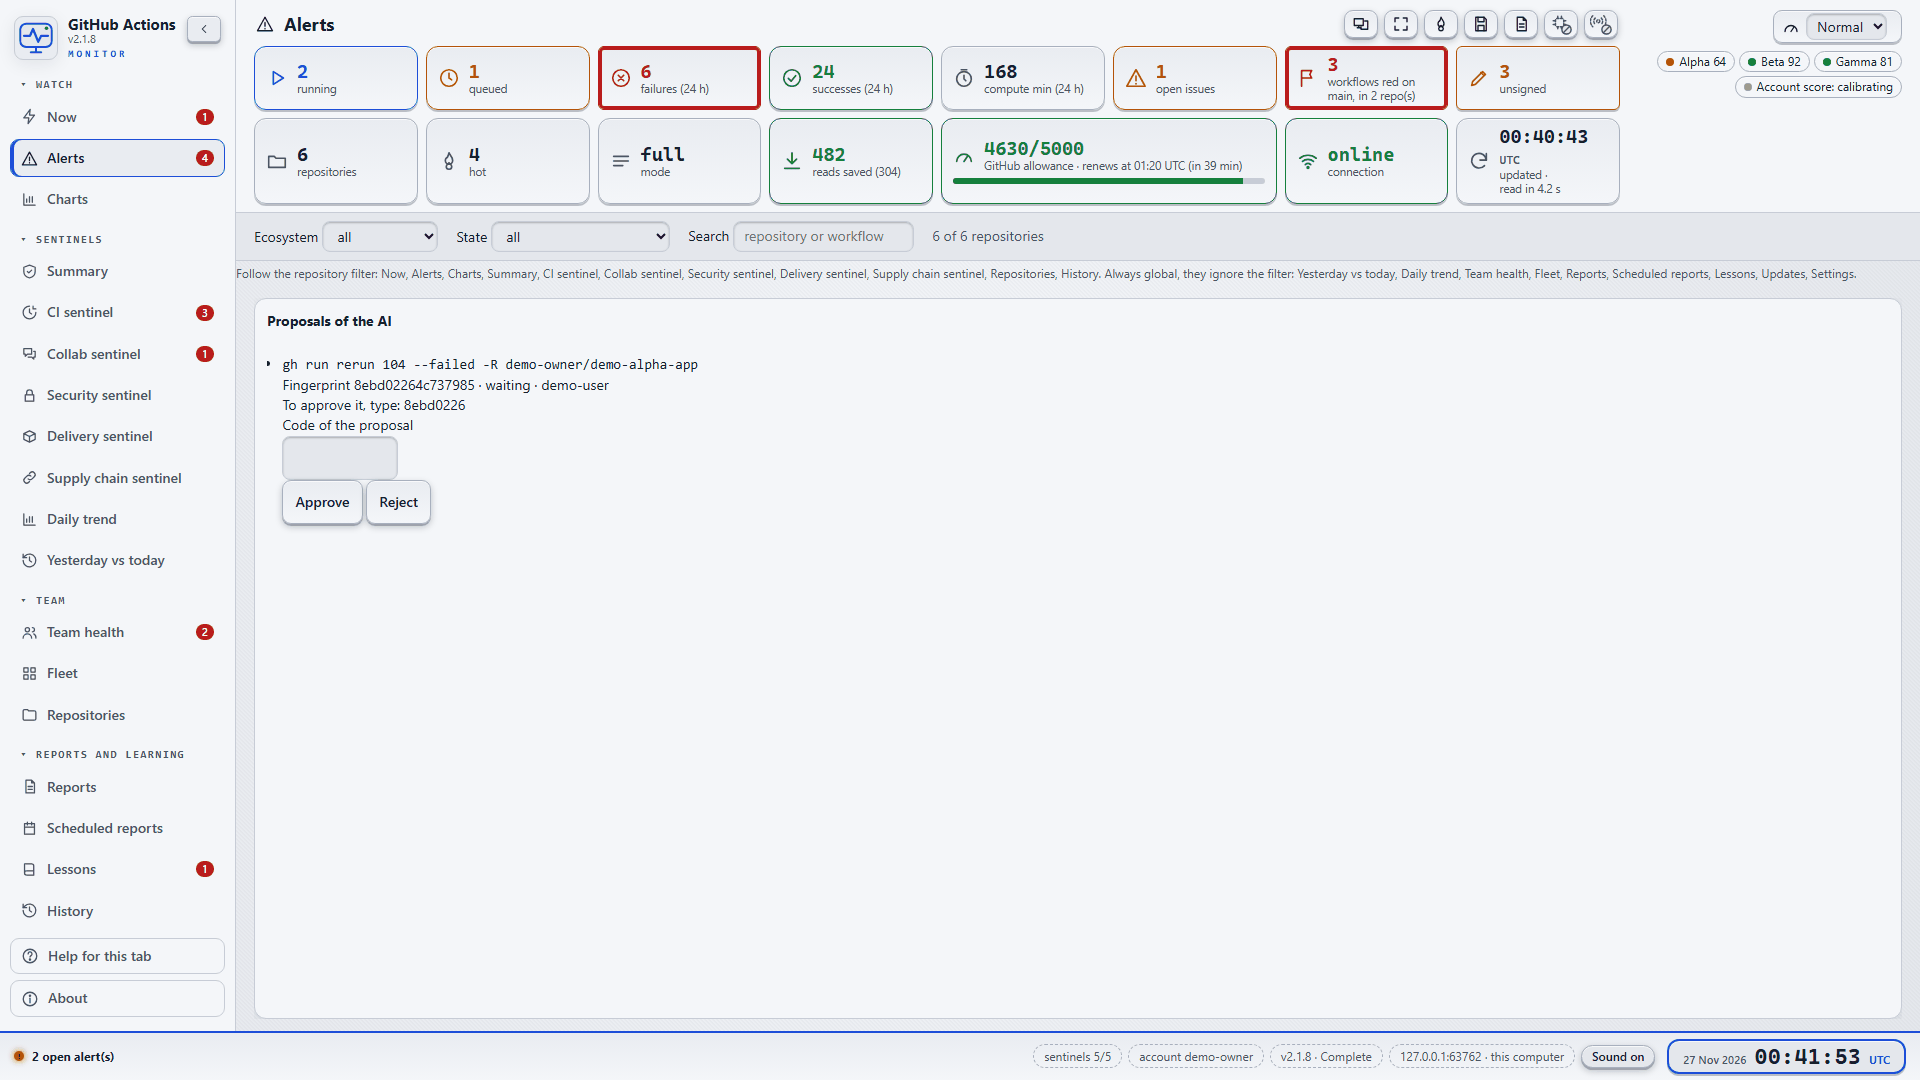 GitHub Actions
v2.1.8
MONITOR
WATCH
Now 1
Alerts 4
Charts
SENTINELS
Summary
CI sentinel 3
Collab sentinel 1
Security sentinel
Delivery sentinel
Supply chain sentinel
Daily trend
Yesterday vs today
TEAM
Team health 2
Fleet
Repositories
REPORTS AND LEARNING
Reports
Scheduled reports
Lessons 1
History
Help for this tab
About
Alerts
Normal
Alpha 64
Beta 92
Gamma 81
Account score: calibrating
2
running
1
queued
6
failures (24 h)
24
successes (24 h)
168
compute min (24 h)
1
open issues
3
workflows red on
main, in 2 repo(s)
3
unsigned
6
repositories
4
hot
full
mode
482
reads saved (304)
4630/5000
GitHub allowance · renews at 01:20 UTC (in 39 min)
online
connection
00:40:43
UTC
updated ·
read in 4.2 s
Ecosystem all State all Search repository or workflow 6 of 6 repositories
Follow the repository filter: Now, Alerts, Charts, Summary, CI sentinel, Collab sentinel, Security sentinel, Delivery sentinel, Supply chain sentinel, Repositories, History. Always global, they ignore the filter: Yesterday vs today, Daily trend, Team health, Fleet, Reports, Scheduled reports, Lessons, Updates, Settings.
Proposals of the AI
gh run rerun 104 --failed -R demo-owner/demo-alpha-app
Fingerprint 8ebd02264c737985 · waiting · demo-user
To approve it, type: 8ebd0226
Code of the proposal
Approve Reject
2 open alert(s)
sentinels 5/5
account demo-owner
v2.1.8 · Complete
127.0.0.1:63762 · this computer
Sound on
27 Nov 2026 00:41:53 UTC